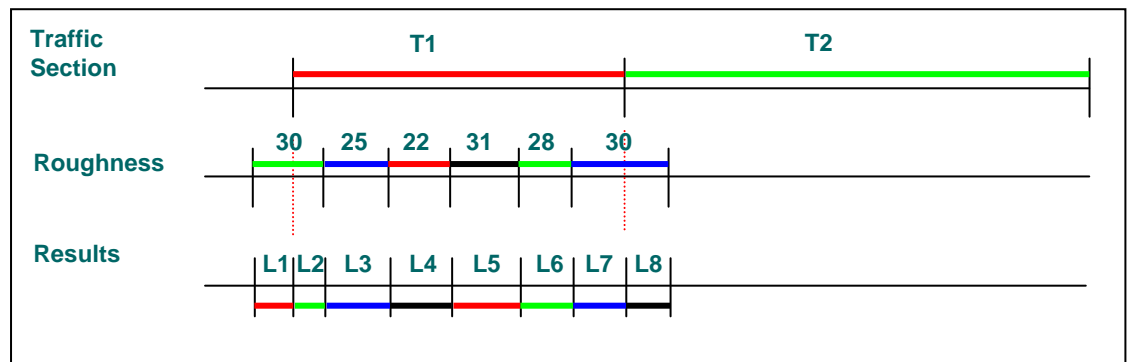 Traffic
Section
T1 T2
30 25 22 31 28 30
Roughness
Results
L1 L2 L3 L4 L5 L6 L7 L8